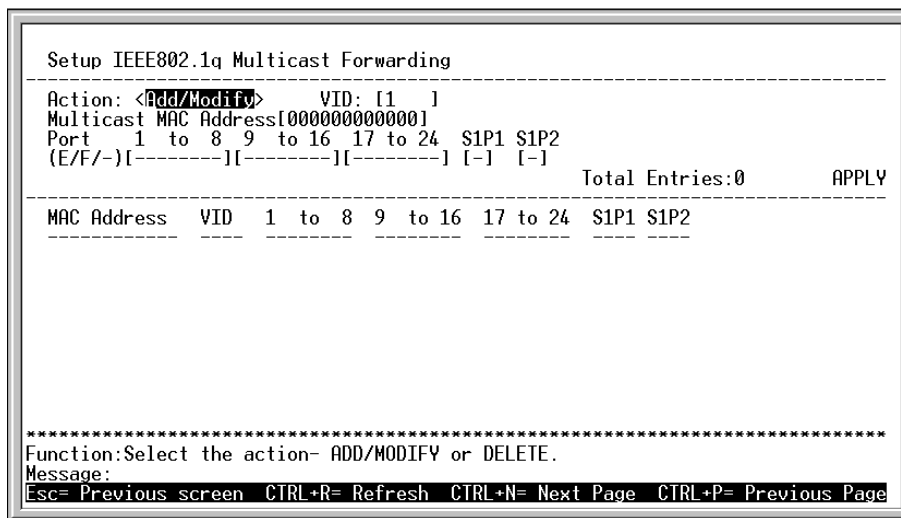 Setup IEEE802.1q Multicast Forwarding
--------------------------------------------------------------------------------
Action: <Add/Modify> VID: [1 ]
Multicast MAC Address[000000000000]
Port 1 to 8 9 to 16 17 to 24 S1P1 S1P2
(E/F/-)[--------][--------][--------] [-] [-]
Total Entries:0 APPLY
--------------------------------------------------------------------------------
MAC Address VID 1 to 8 9 to 16 17 to 24 S1P1 S1P2
------------ ---- -------- -------- -------- ---- ----
********************************************************************************
Function:Select the action- ADD/MODIFY or DELETE.
Message:
Esc= Previous screen CTRL+R= Refresh CTRL+N= Next Page CTRL+P= Previous Page